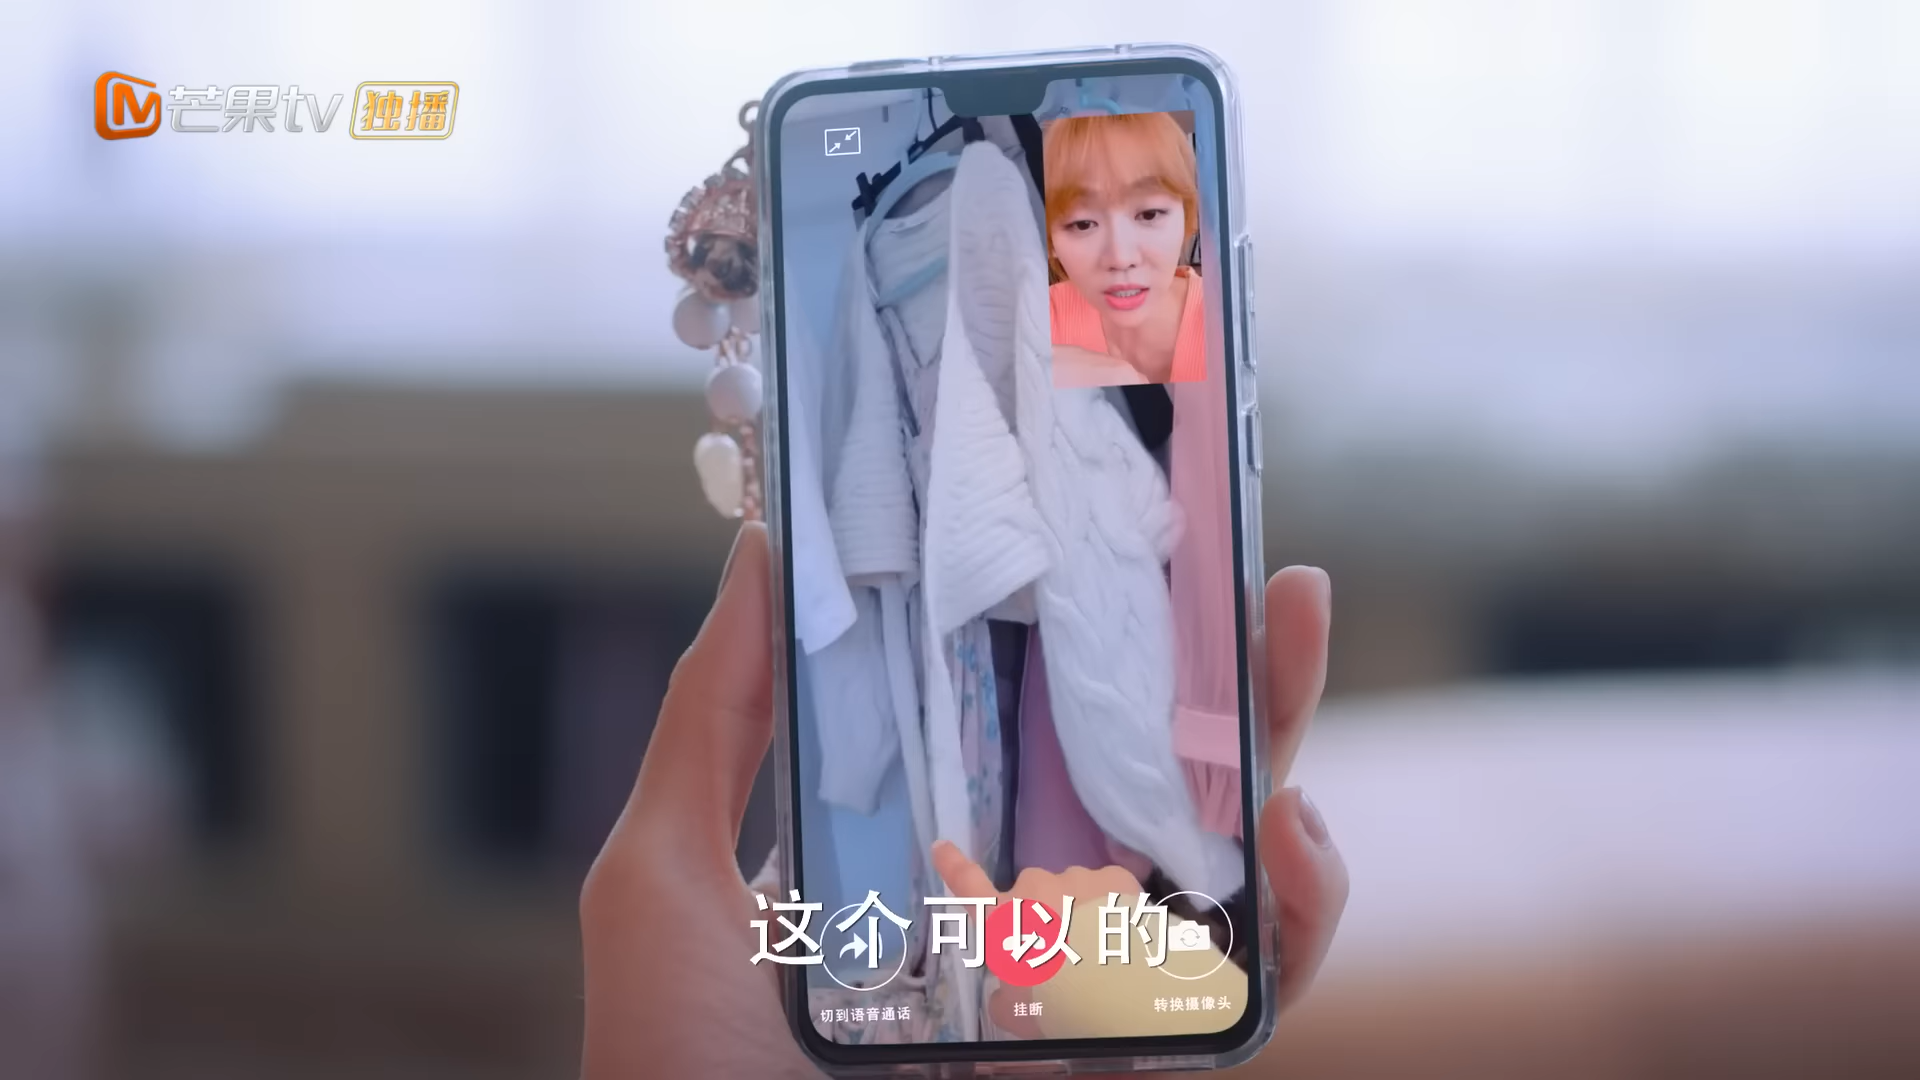 芒果tv 独播
这个可以的
切到语音通话
挂断
转换摄像头